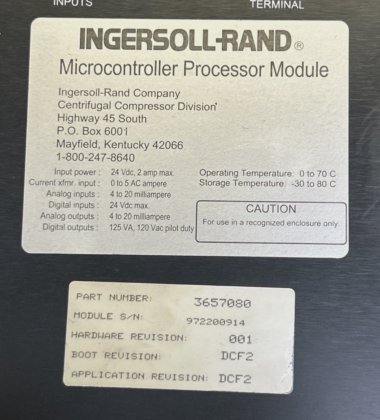 INPUTS TERMINAL
INGERSOLL-RAND®
Microcontroller Processor Module
Ingersoll-Rand Company
Centrifugal Compressor Division
Highway 45 South
P.O. Box 6001
Mayfield, Kentucky 42066
1-800-247-8640
Input power : 24 Vdc, 2 amp max.
Current xfmr. input : 0 to 5 AC ampere
Analog inputs : 4 to 20 milliampere
Digital inputs : 24 Vdc max.
Analog outputs : 4 to 20 milliampere
Digital outputs : 125 VA, 120 Vac pilot duty
Operating Temperature: 0 to 70 C
Storage Temperature: -30 to 80 C
CAUTION
For use in a recognized enclosure only.
PART NUMBER: 3657080
MODULE S/N: 972200914
HARDWARE REVISION: 001
BOOT REVISION: DCF2
APPLICATION REVISION: DCF2